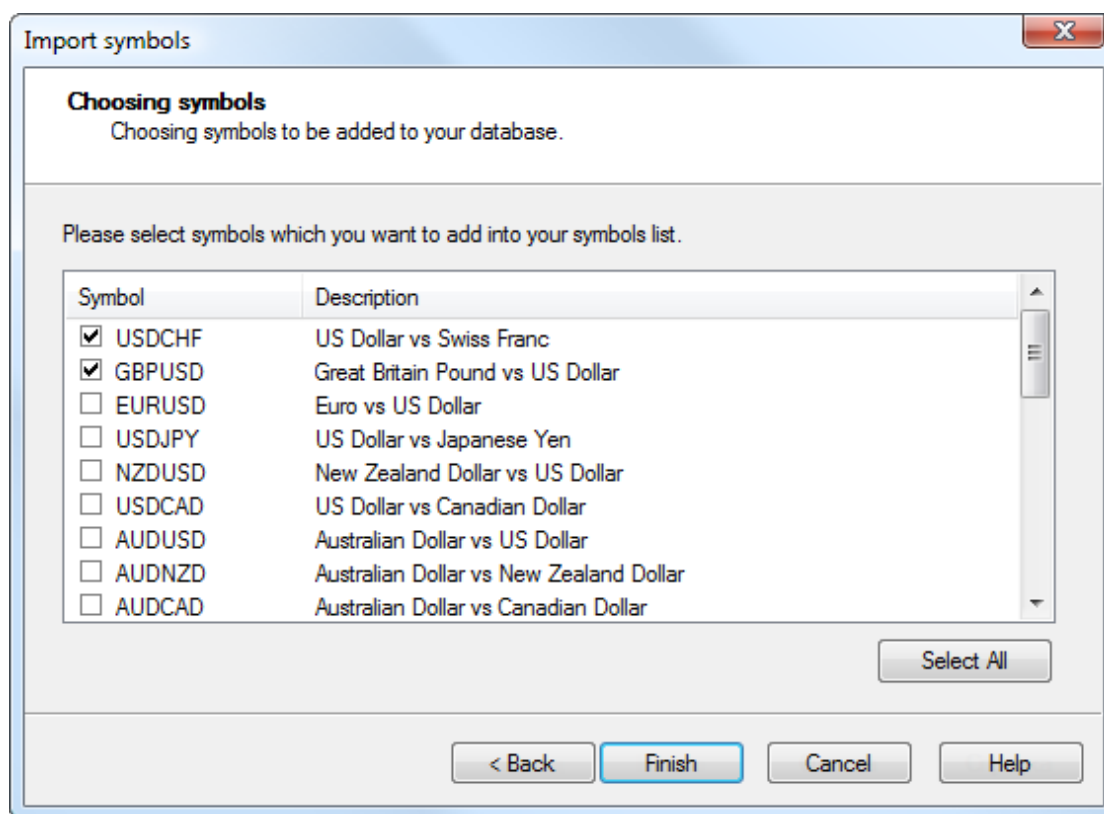 Import symbols
Choosing symbols
Choosing symbols to be added to your database.
Please select symbols which you want to add into your symbols list.
Symbol Description
USDCHF US Dollar vs Swiss Franc
GBPUSD Great Britain Pound vs US Dollar
EURUSD Euro vs US Dollar
USDJPY US Dollar vs Japanese Yen
NZDUSD New Zealand Dollar vs US Dollar
USDCAD US Dollar vs Canadian Dollar
AUDUSD Australian Dollar vs US Dollar
AUDNZD Australian Dollar vs New Zealand Dollar
AUDCAD Australian Dollar vs Canadian Dollar
Select All
< Back Finish Cancel Help